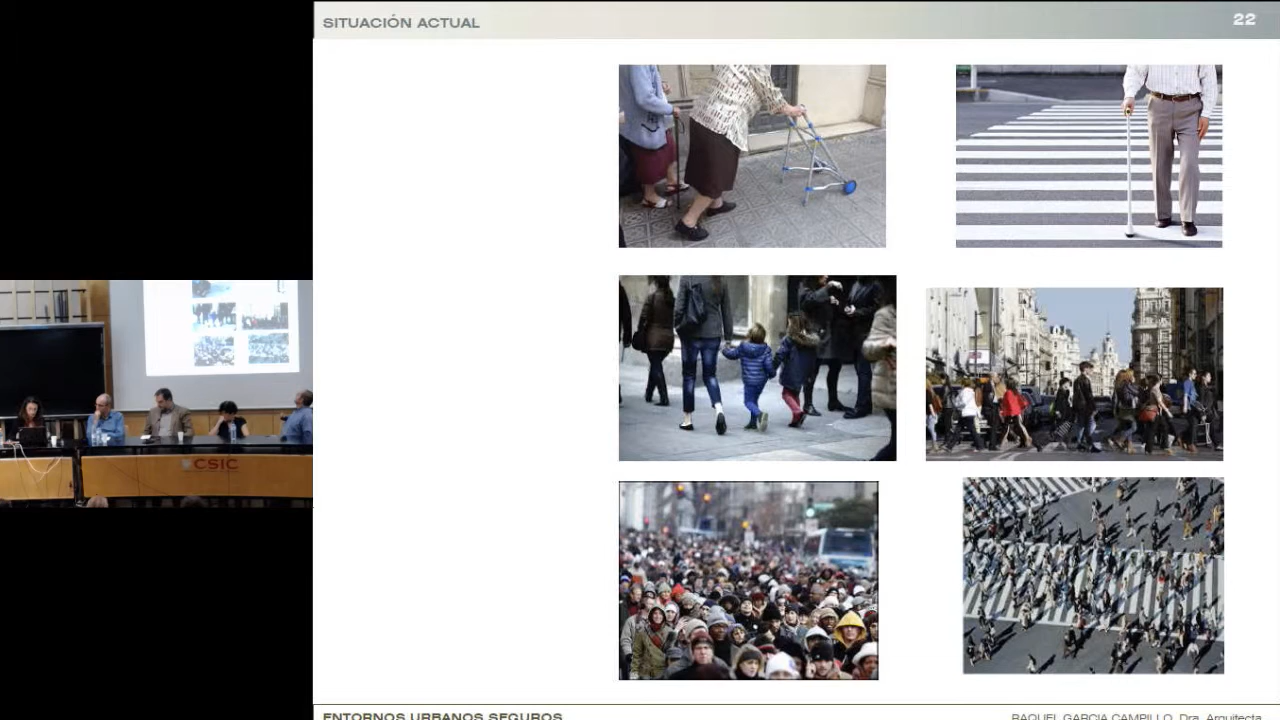 SITUACIÓN ACTUAL
22
CSIC
ENTORNOS URBANOS SEGUROS
RAQUEL GARCIA CAMPILLO, Dra. Arquitecta